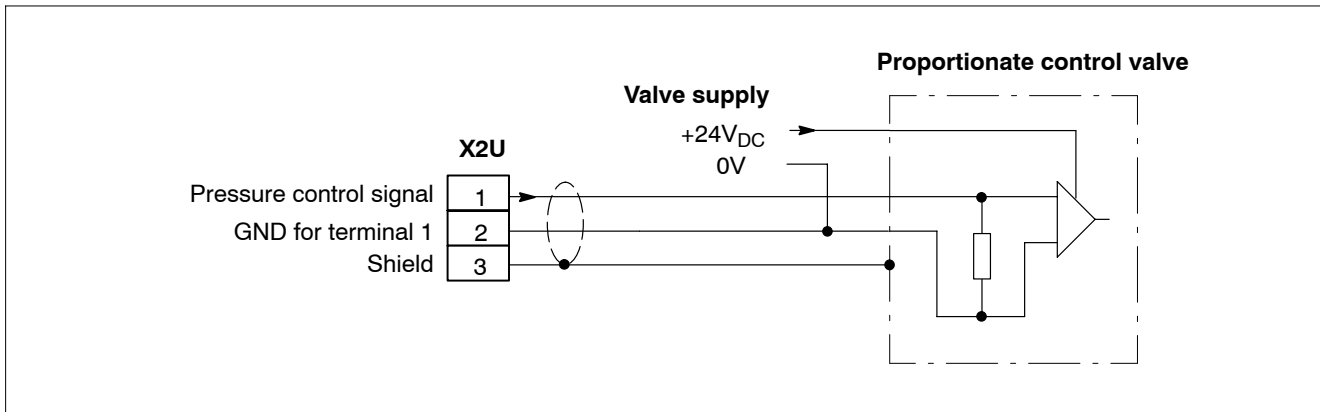 Proportionate control valve
Valve supply
+24VDC
0V
X2U
Pressure control signal 1
GND for terminal 1 2
Shield 3